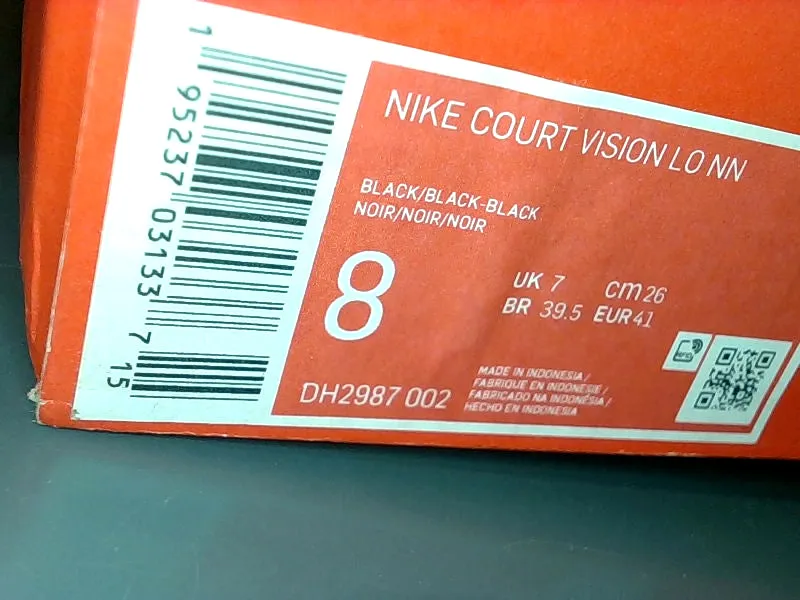 1 95237 03133 7 15
NIKE COURT VISION LO NN
BLACK/BLACK-BLACK
NOIR/NOIR/NOIR
8
UK 7 cm 26
BR 39.5 EUR 41
RFID
DH2987 002
MADE IN INDONESIA/
FABRIQUE EN INDONESIE/
FABRICADO NA INDONÉSIA/
HECHO EN INDONESIA